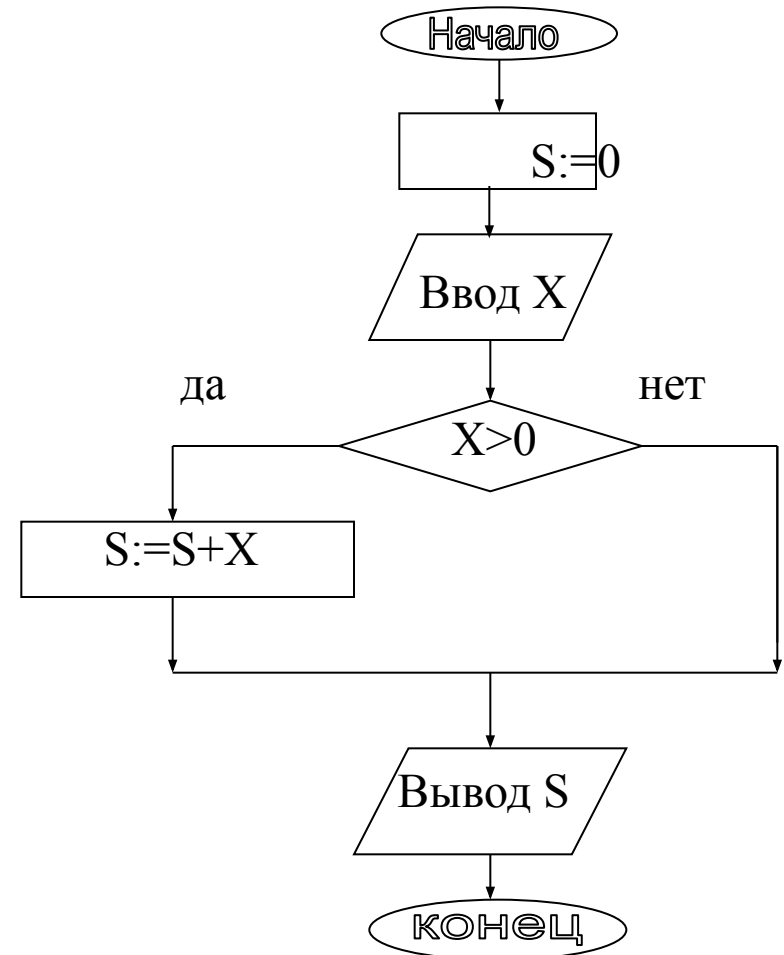 Начало
S:=0
Ввод X
да
нет
X>0
S:=S+X
Вывод S
конец